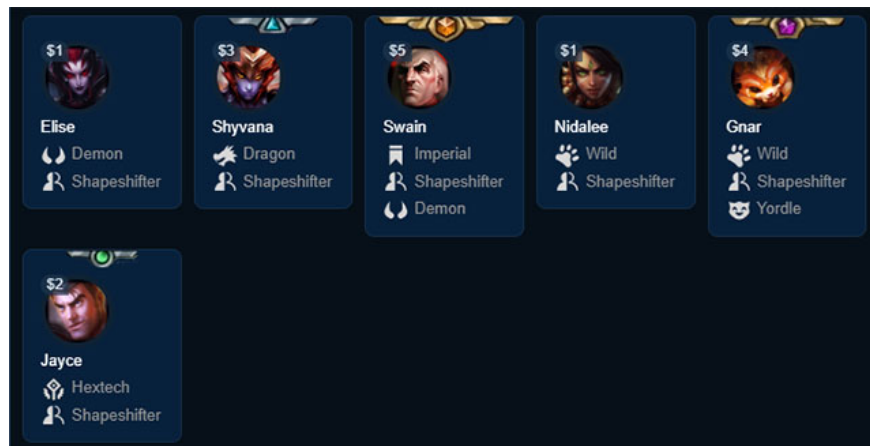 $1
Elise
Demon
Shapeshifter
$3
Shyvana
Dragon
Shapeshifter
$5
Swain
Imperial
Shapeshifter
Demon
$1
Nidalee
Wild
Shapeshifter
$4
Gnar
Wild
Shapeshifter
Yordle
$2
Jayce
Hextech
Shapeshifter